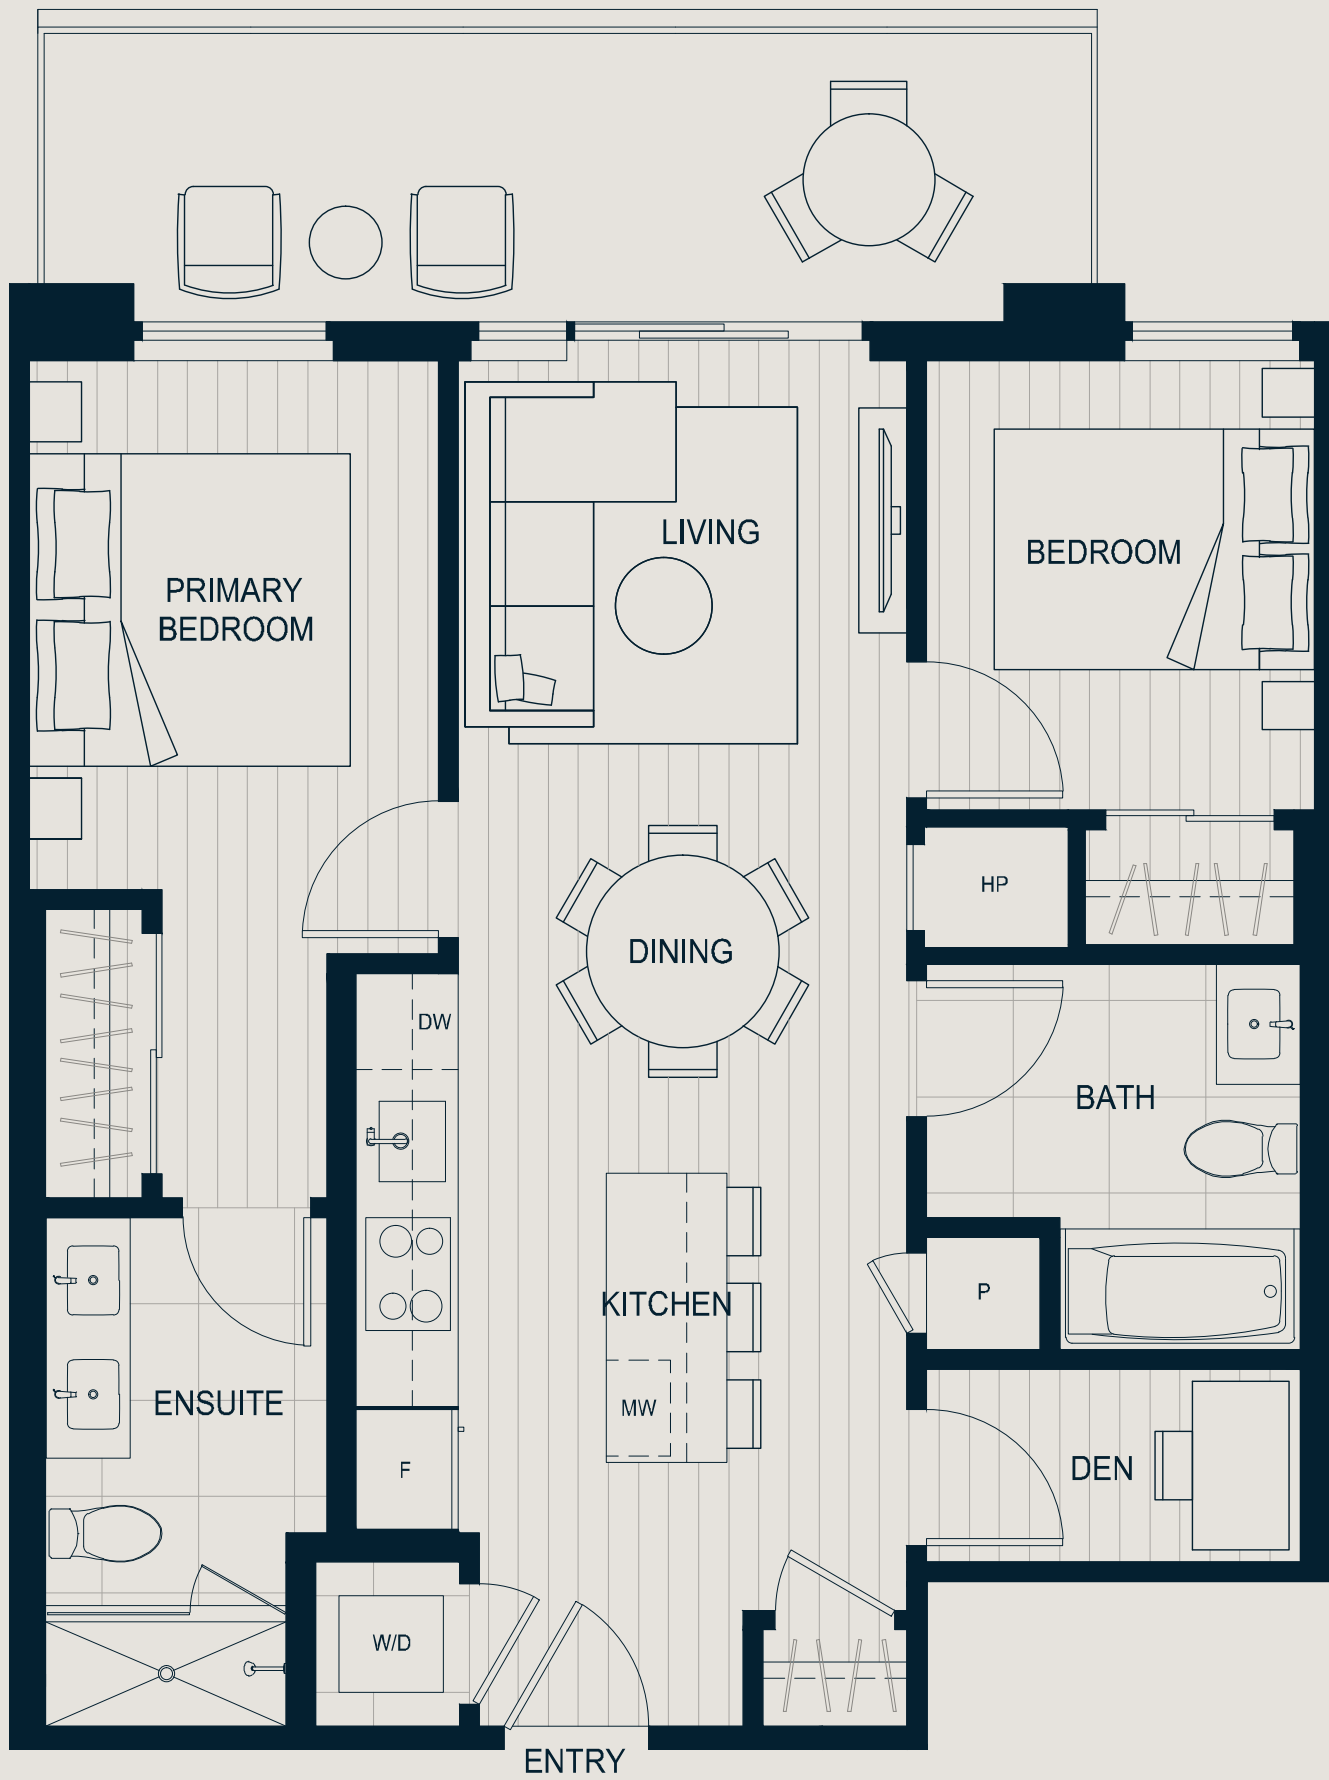 LIVING
BEDROOM
PRIMARY
BEDROOM
HP
DINING
DW
BATH
P
KITCHEN
ENSUITE
MW
F
DEN
W/D
ENTRY